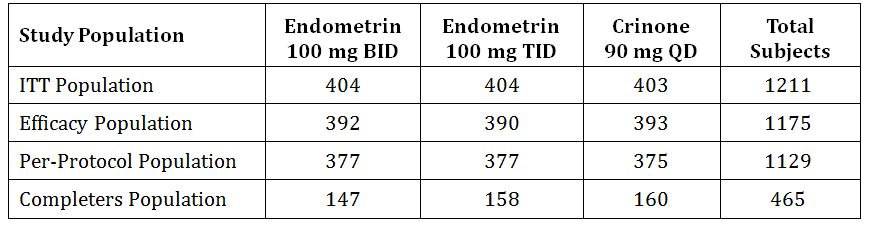 Study Population Endometrin 100 mg BID Endometrin 100 mg TID Crinone 90 mg QD Total Subjects
ITT Population 404 404 403 1211
Efficacy Population 392 390 393 1175
Per-Protocol Population 377 377 375 1129
Completers Population 147 158 160 465